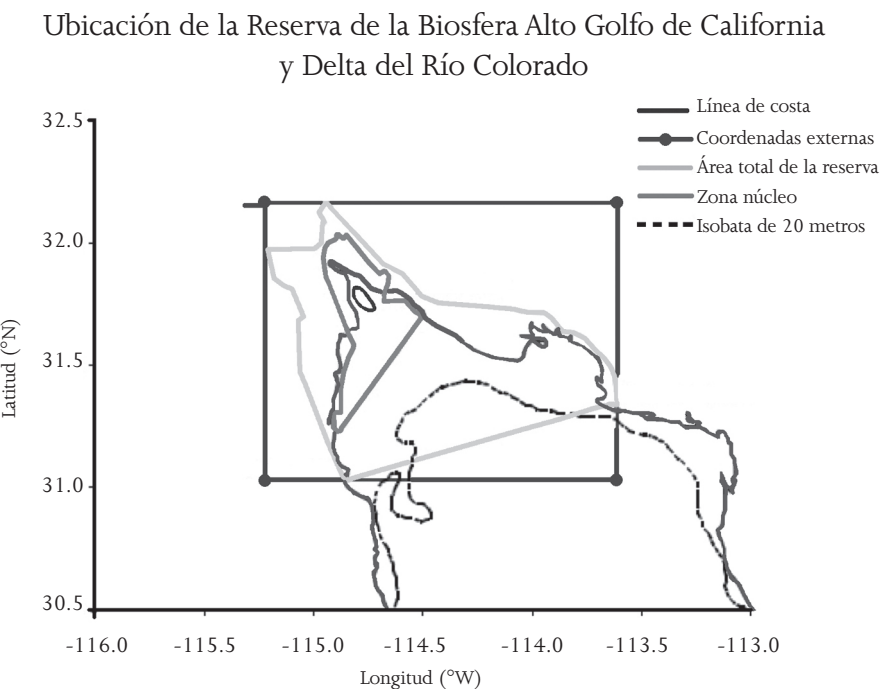 Ubicación de la Reserva de la Biosfera Alto Golfo de California
y Delta del Río Colorado
Línea de costa
Coordenadas externas
Área total de la reserva
Zona núcleo
Isobata de 20 metros
Latitud (°N)
32.5
32.0
31.5
31.0
30.5
-116.0 -115.5 -115.0 -114.5 -114.0 -113.5 -113.0
Longitud (°W)